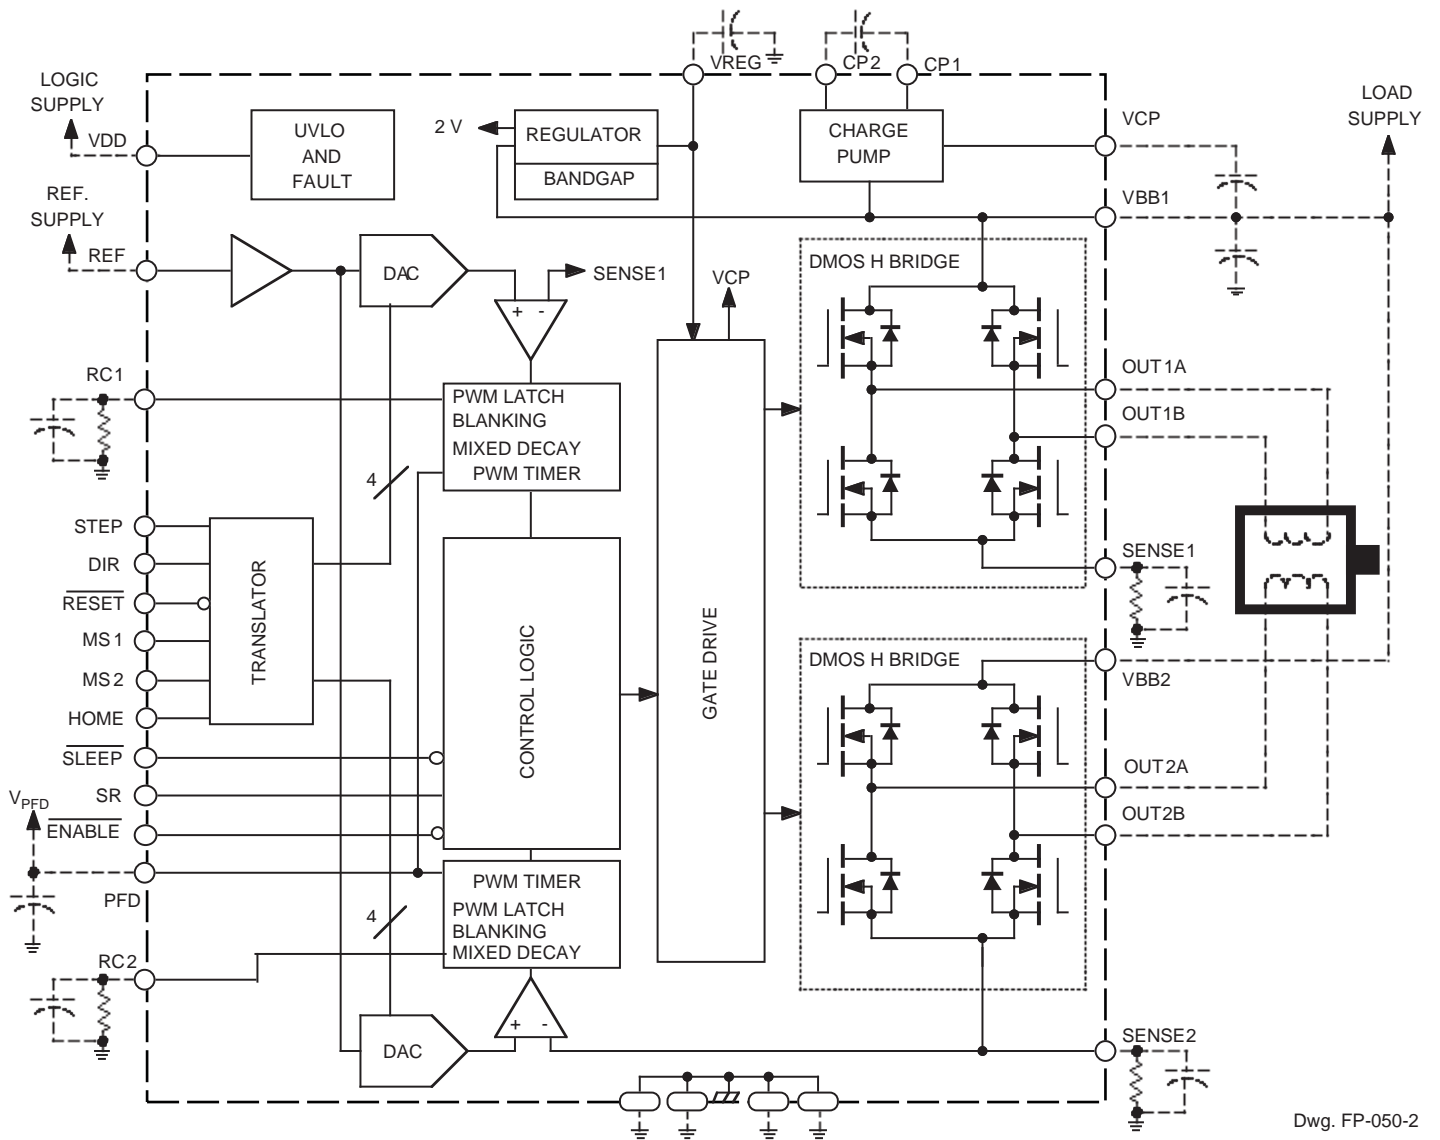 VREG
CP2
CP1
LOGIC
SUPPLY
VDD
UVLO
AND
FAULT
2 V
REGULATOR
BANDGAP
CHARGE
PUMP
VCP
LOAD
SUPPLY
VBB1
REF.
SUPPLY
REF
DAC
SENSE1
+ -
VCP
DMOS H BRIDGE
RC1
PWM LATCH
BLANKING
MIXED DECAY
PWM TIMER
4
OUT1A
OUT1B
STEP
DIR
RESET
MS1
MS2
HOME
SLEEP
SR
ENABLE
TRANSLATOR
CONTROL LOGIC
GATE DRIVE
SENSE1
DMOS H BRIDGE
VBB2
OUT2A
OUT2B
VPFD
PFD
PWM TIMER
PWM LATCH
BLANKING
MIXED DECAY
4
RC2
DAC
+ -
SENSE2
Dwg. FP-050-2